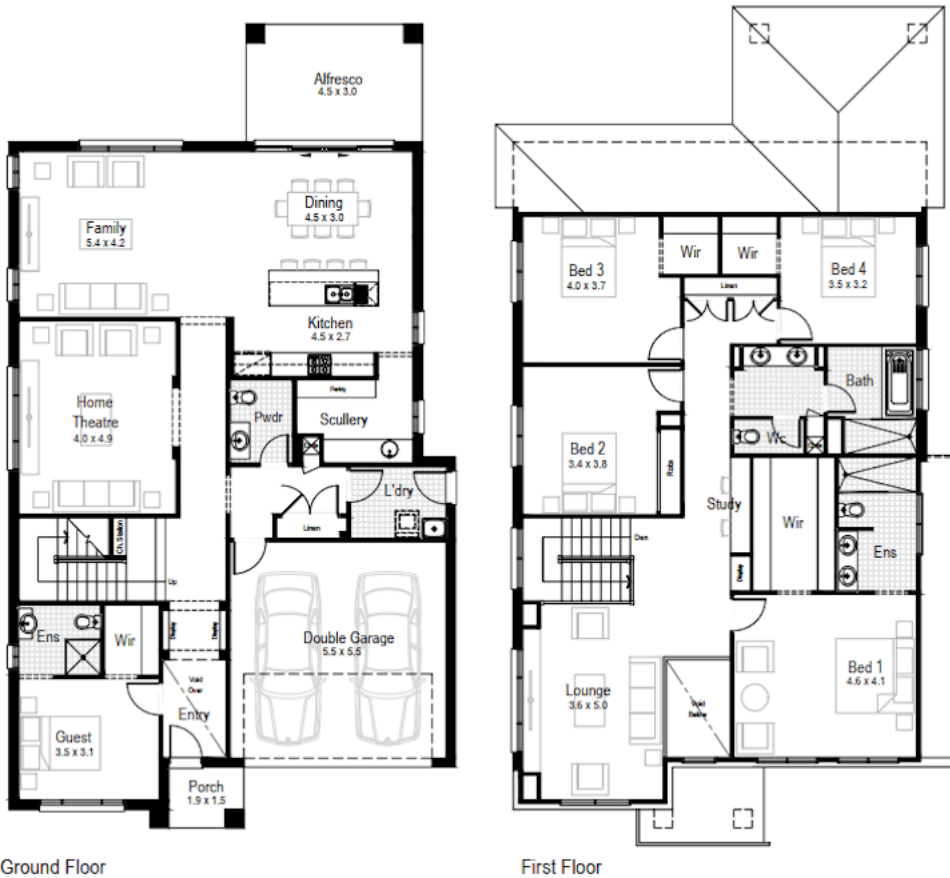 Alfresco
4.5 x 3.0
Dining
4.5 x 3.0
Family
5.4 x 4.2
Kitchen
4.5 x 2.7
Home
Theatre
4.0 x 4.9
Pwdr
Pantry
Scullery
L'dry
Linen
Ch. Station
Up
Ens
Wir
Display
Display
Void
Over
Entry
Double Garage
5.5 x 5.5
Guest
3.5 x 3.1
Porch
1.9 x 1.5
Ground Floor
Bed 3
4.0 x 3.7
Wir
Wir
Bed 4
3.5 x 3.2
Linen
Bath
Bed 2
3.4 x 3.8
Robe
Wc
Study
Wir
Dwn
Display
Ens
Lounge
3.6 x 5.0
Void
Below
Bed 1
4.6 x 4.1
First Floor